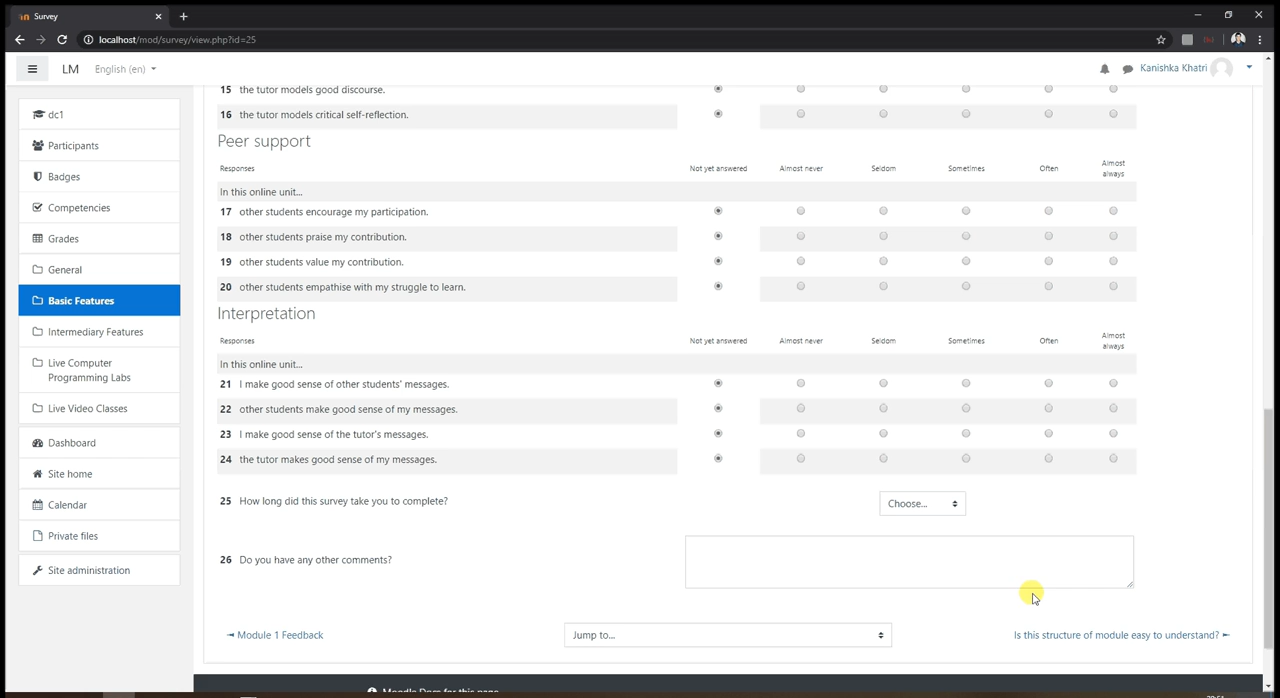 Survey
localhost/mod/survey/view.php?id=25
LM English (en) Kanishka Khatri
dc1
Participants
Badges
Competencies
Grades
General
Basic Features
Intermediary Features
Live Computer
Programming Labs
Live Video Classes
Dashboard
Site home
Calendar
Private files
Site administration
15 the tutor models good discourse.
16 the tutor models critical self-reflection.
Peer support
Responses Not yet answered Almost never Seldom Sometimes Often Almost always
In this online unit...
17 other students encourage my participation.
18 other students praise my contribution.
19 other students value my contribution.
20 other students empathise with my struggle to learn.
Interpretation
Responses Not yet answered Almost never Seldom Sometimes Often Almost always
In this online unit...
21 I make good sense of other students' messages.
22 other students make good sense of my messages.
23 I make good sense of the tutor's messages.
24 the tutor makes good sense of my messages.
25 How long did this survey take you to complete? Choose...
26 Do you have any other comments?
◄ Module 1 Feedback Jump to... Is this structure of module easy to understand? ►
Moodle Docs for this page